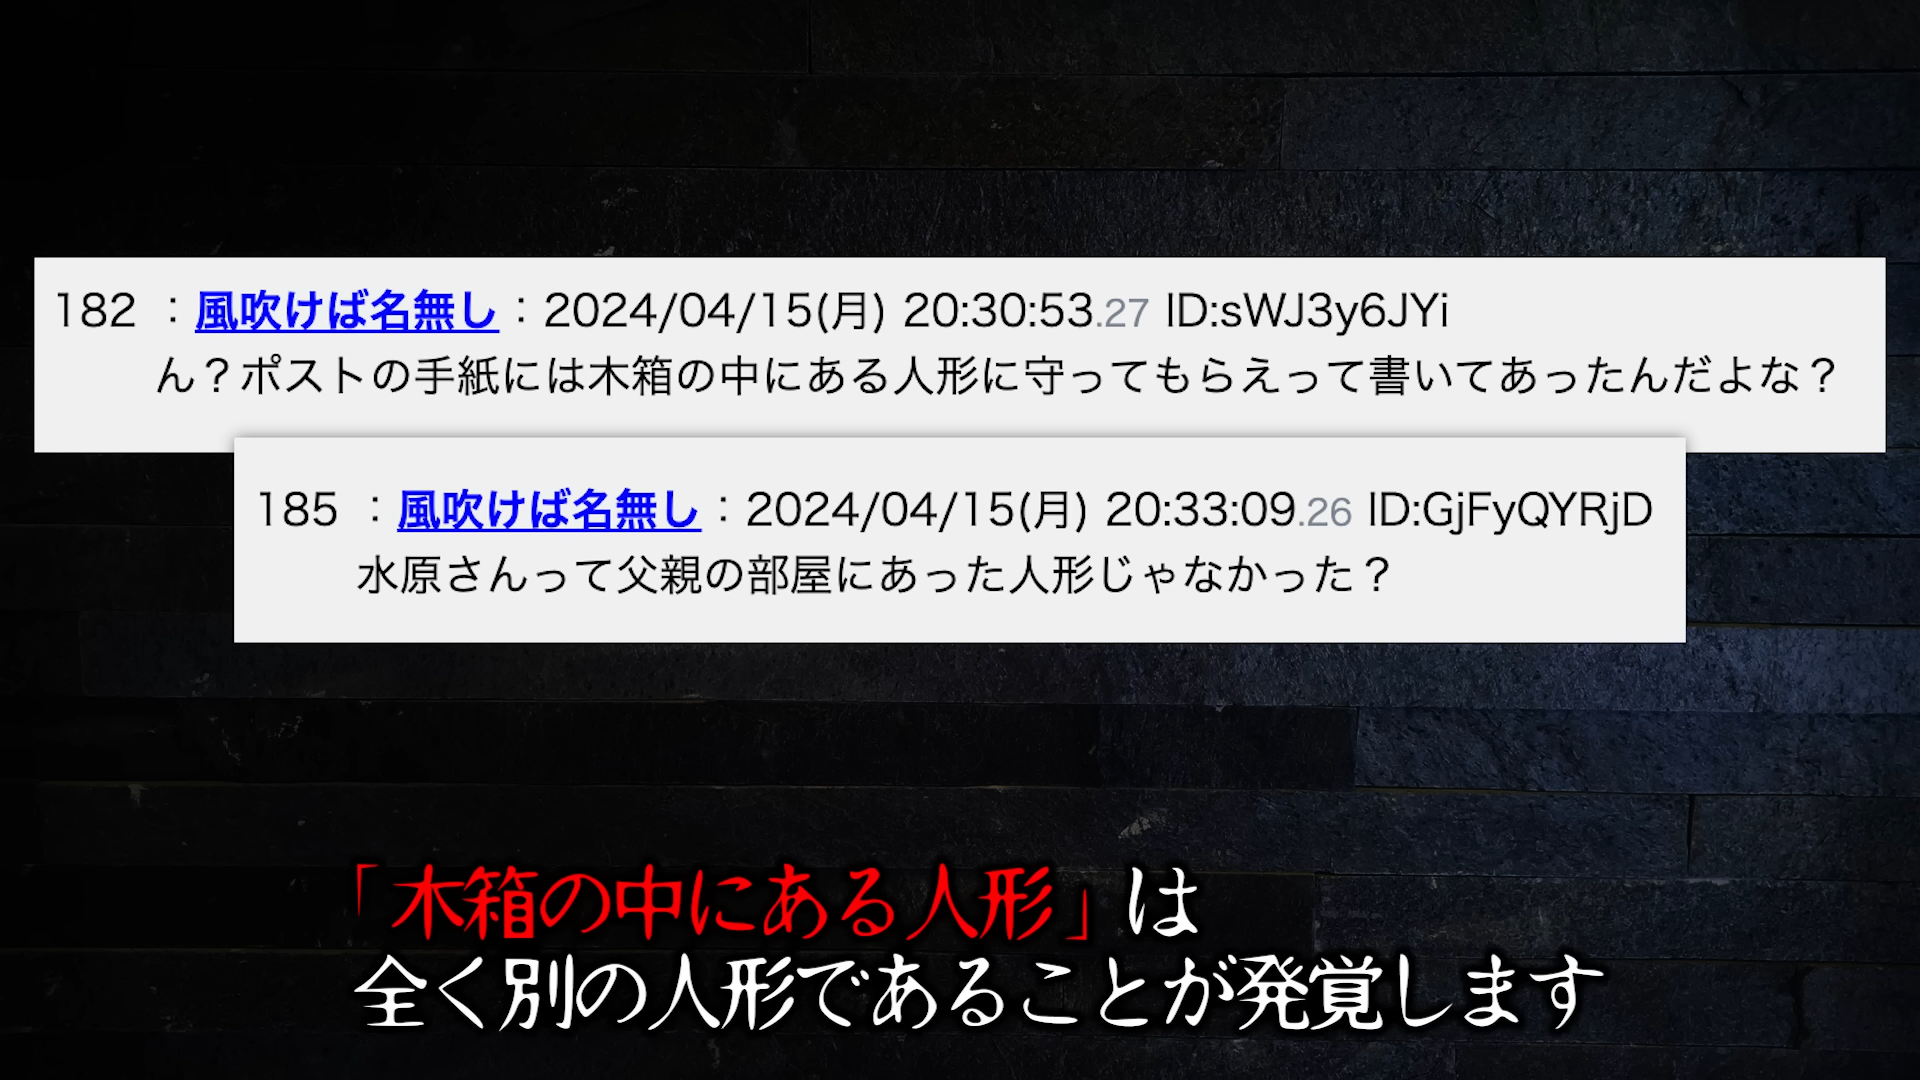 182 ：風吹けば名無し：2024/04/15(月) 20:30:53.27 ID:sWJ3y6JYi
ん？ポストの手紙には木箱の中にある人形に守ってもらえって書いてあったんだよな？
185 ：風吹けば名無し：2024/04/15(月) 20:33:09.26 ID:GjFyQYRjD
水原さんって父親の部屋にあった人形じゃなかった？
「木箱の中にある人形」は
全く別の人形であることが発覚します